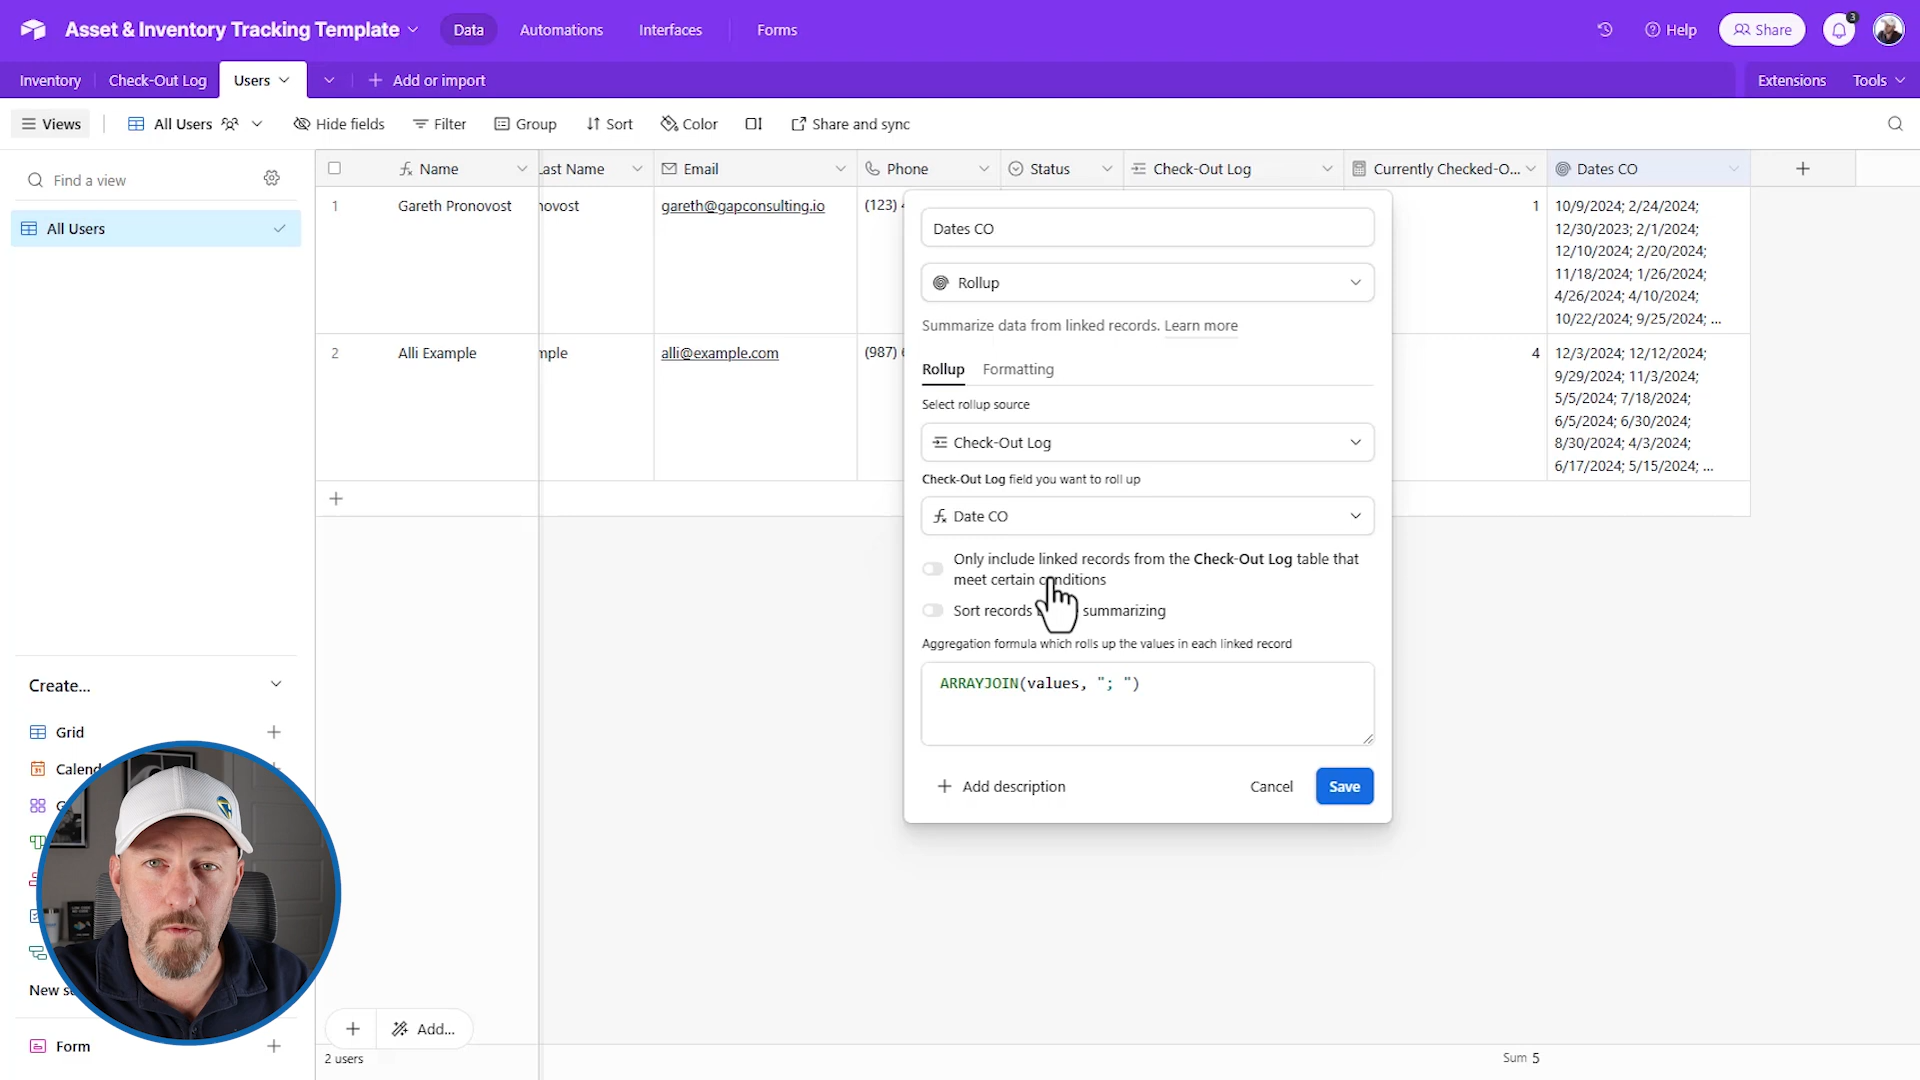 Asset & Inventory Tracking Template
Data
Automations
Interfaces
Forms
Help
Share
3
Inventory
Check-Out Log
Users
Add or import
Extensions
Tools
Views
All Users
Hide fields
Filter
Group
Sort
Color
Share and sync
Find a view
All Users
Name
Last Name
Email
Phone
Status
Check-Out Log
Currently Checked-O...
Dates CO
1
Gareth Pronovost
novost
gareth@gapconsulting.io
(123) 4
1
10/9/2024; 2/24/2024;
12/30/2023; 2/1/2024;
12/10/2024; 2/20/2024;
11/18/2024; 1/26/2024;
4/26/2024; 4/10/2024;
10/22/2024; 9/25/2024; ...
2
Alli Example
mple
alli@example.com
(987) 6
4
12/3/2024; 12/12/2024;
9/29/2024; 11/3/2024;
5/5/2024; 7/18/2024;
6/5/2024; 6/30/2024;
8/30/2024; 4/3/2024;
6/17/2024; 5/15/2024; ...
Dates CO
Rollup
Summarize data from linked records. Learn more
Rollup
Formatting
Select rollup source
Check-Out Log
Check-Out Log field you want to roll up
Date CO
Only include linked records from the Check-Out Log table that
meet certain conditions
Sort records summarizing
Aggregation formula which rolls up the values in each linked record
ARRAYJOIN(values, "; ")
Add description
Cancel
Save
Create...
Grid
Calend
G
New s
Form
Add...
2 users
Sum 5